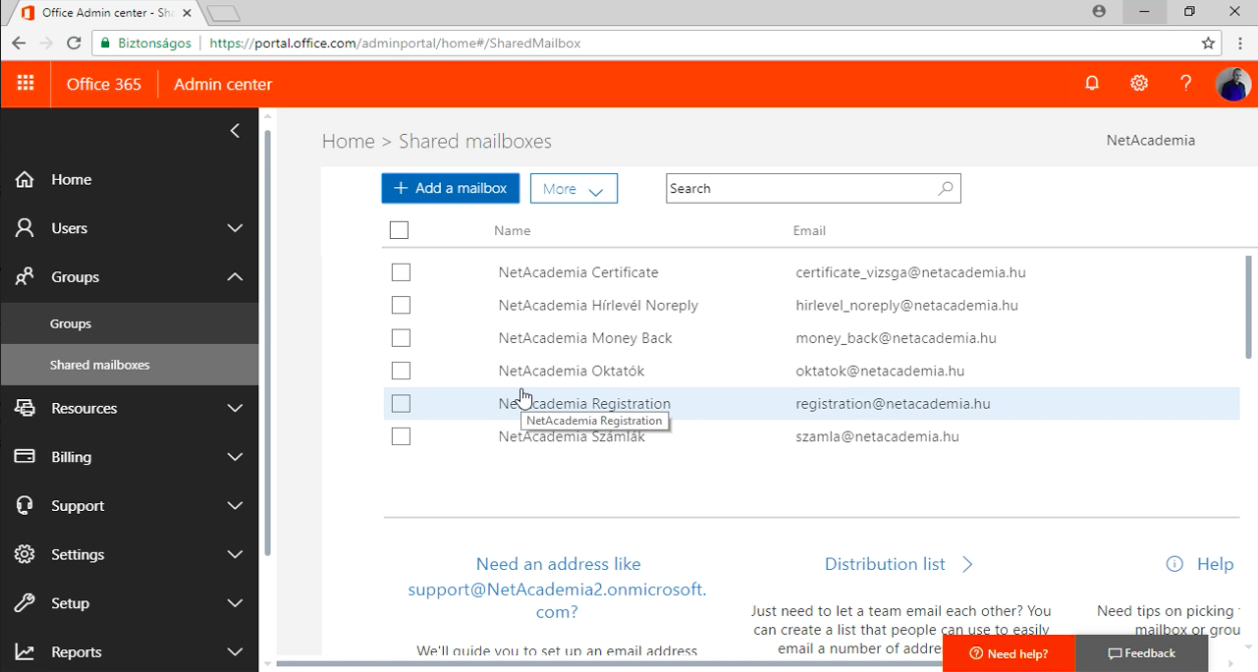 Office Admin center - Sha
Biztonságos https://portal.office.com/adminportal/home#/SharedMailbox
Office 365 Admin center
Home
Users
Groups
Groups
Shared mailboxes
Resources
Billing
Support
Settings
Setup
Reports
Home > Shared mailboxes
NetAcademia
+ Add a mailbox More Search
Name Email
NetAcademia Certificate certificate_vizsga@netacademia.hu
NetAcademia Hírlevél Noreply hirlevel_noreply@netacademia.hu
NetAcademia Money Back money_back@netacademia.hu
NetAcademia Oktatók oktatok@netacademia.hu
NetAcademia Registration registration@netacademia.hu
NetAcademia Registration
NetAcademia Számlák szamla@netacademia.hu
Need an address like
support@NetAcademia2.onmicrosoft.
com?
We'll guide you to set up an email address
Distribution list
Just need to let a team email each other? You
can create a list that people can use to easily
email a number of addre
Help
Need tips on picking
mailbox or grou
Need help?
Feedback